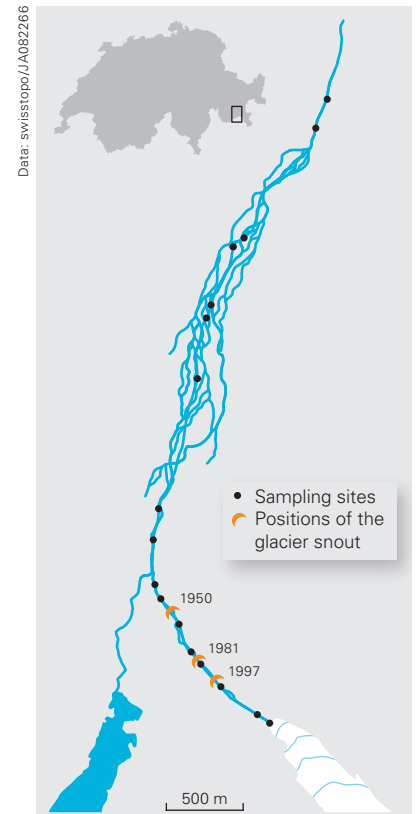 Data: swisstopo/JA082266
Sampling sites
Positions of the
glacier snout
1950
1981
1997
500 m